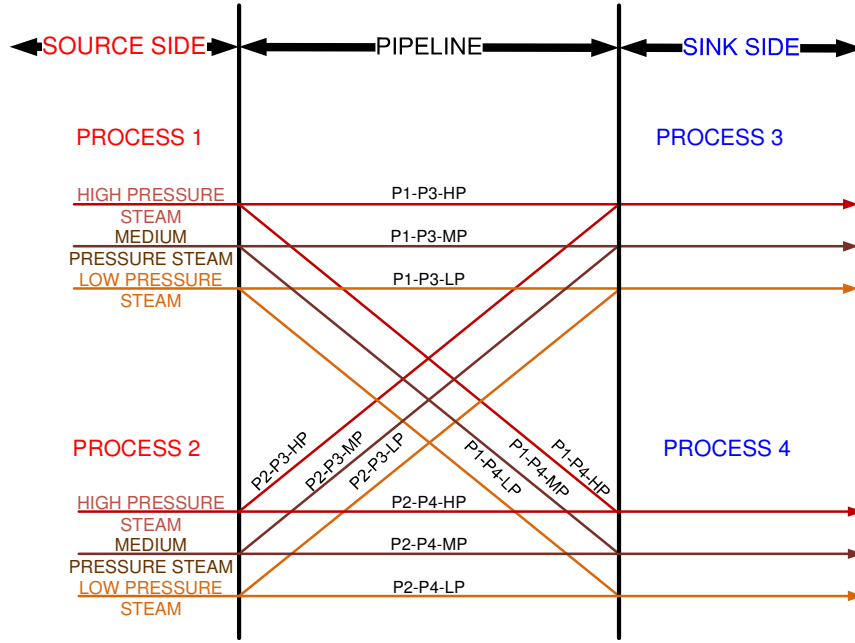 SOURCE SIDE
PIPELINE
SINK SIDE
PROCESS 1
PROCESS 3
HIGH PRESSURE
STEAM
P1-P3-HP
MEDIUM
PRESSURE STEAM
P1-P3-MP
LOW PRESSURE
STEAM
P1-P3-LP
PROCESS 2
PROCESS 4
P2-P3-HP
P2-P3-MP
P2-P3-LP
P1-P4-LP
P1-P4-MP
P1-P4-HP
HIGH PRESSURE
STEAM
P2-P4-HP
MEDIUM
PRESSURE STEAM
P2-P4-MP
LOW PRESSURE
STEAM
P2-P4-LP